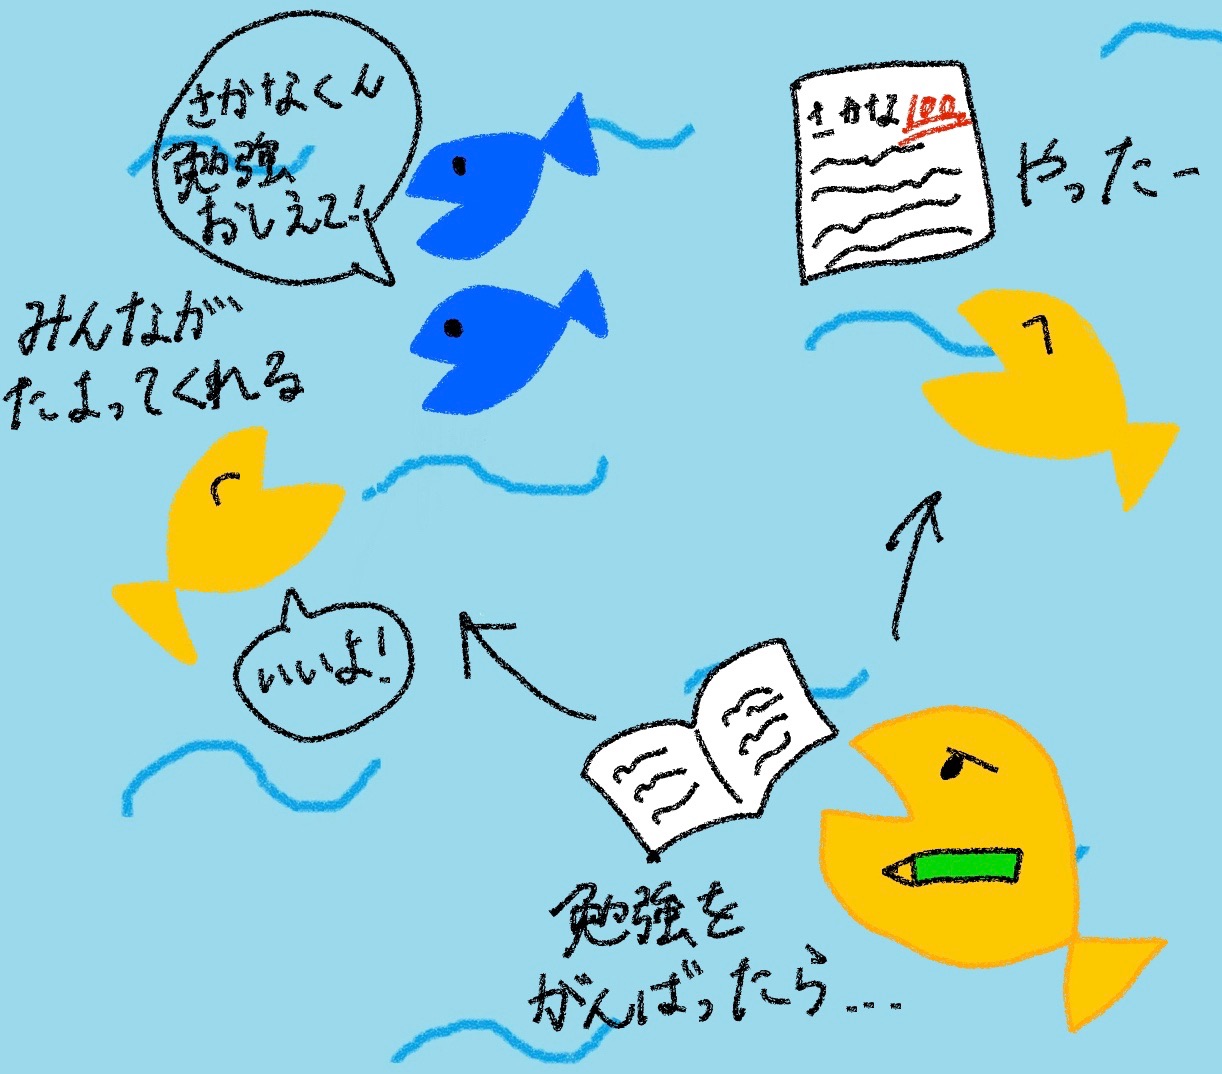 さかなくん
勉強
おしえて!
みんなが
たよってくれる
いいよ!
さかな 100
やったー
勉強を
がんばったら...